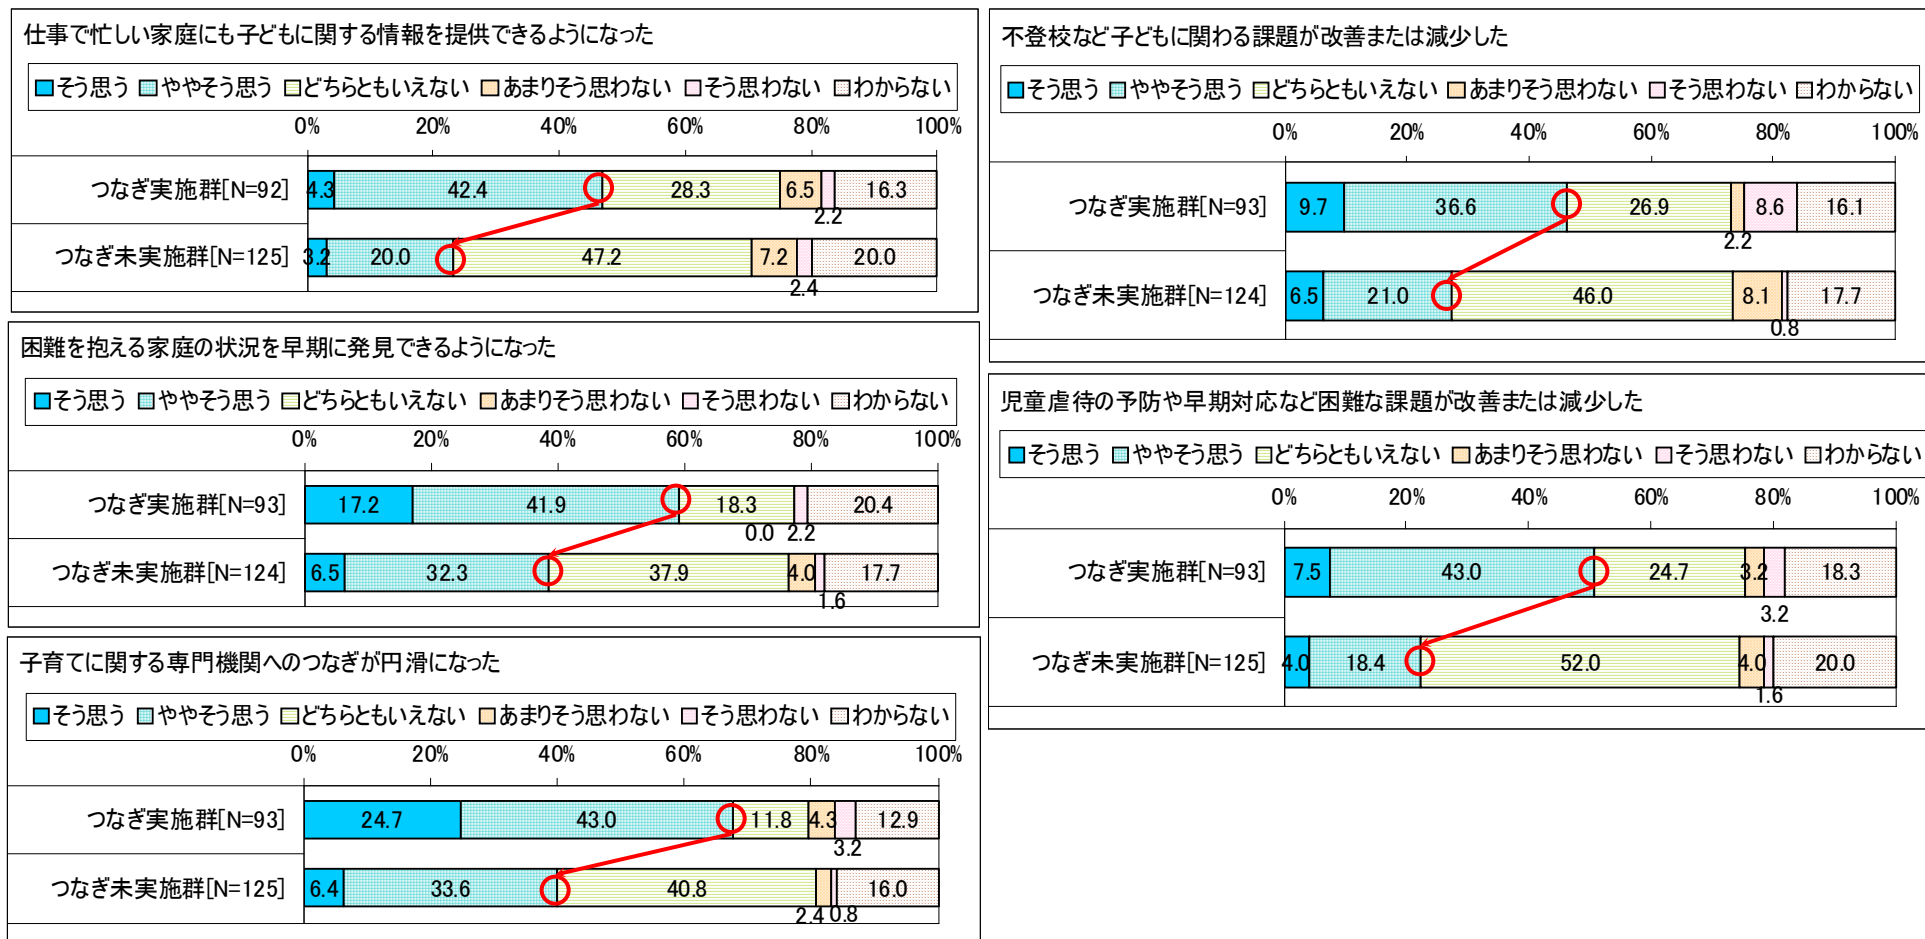 仕事で忙しい家庭にも子どもに関する情報を提供できるようになった
そう思う ややそう思う どちらともいえない あまりそう思わない そう思わない わからない
0% 20% 40% 60% 80% 100%
つなぎ実施群[N=92] 4.3 42.4 28.3 6.5 16.3
2.2
つなぎ未実施群[N=125] 3.2 20.0 47.2 7.2 20.0
2.4
困難を抱える家庭の状況を早期に発見できるようになった
そう思う ややそう思う どちらともいえない あまりそう思わない そう思わない わからない
0% 20% 40% 60% 80% 100%
つなぎ実施群[N=93] 17.2 41.9 18.3 20.4
0.0 2.2
つなぎ未実施群[N=124] 6.5 32.3 37.9 4.0 17.7
1.6
子育てに関する専門機関へのつなぎが円滑になった
そう思う ややそう思う どちらともいえない あまりそう思わない そう思わない わからない
0% 20% 40% 60% 80% 100%
つなぎ実施群[N=93] 24.7 43.0 11.8 4.3 12.9
3.2
つなぎ未実施群[N=125] 6.4 33.6 40.8 16.0
2.4 0.8
不登校など子どもに関わる課題が改善または減少した
そう思う ややそう思う どちらともいえない あまりそう思わない そう思わない わからない
0% 20% 40% 60% 80% 100%
つなぎ実施群[N=93] 9.7 36.6 26.9 8.6 16.1
2.2
つなぎ未実施群[N=124] 6.5 21.0 46.0 8.1 17.7
0.8
児童虐待の予防や早期対応など困難な課題が改善または減少した
そう思う ややそう思う どちらともいえない あまりそう思わない そう思わない わからない
0% 20% 40% 60% 80% 100%
つなぎ実施群[N=93] 7.5 43.0 24.7 3.2 18.3
3.2
つなぎ未実施群[N=125] 4.0 18.4 52.0 4.0 20.0
1.6